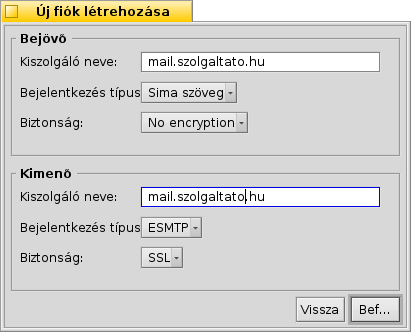 Új fiók létrehozása
Bejövő
Kiszolgáló neve: mail.szolgaltato.hu
Bejelentkezés típus Sima szöveg
Biztonság: No encryption
Kimenő
Kiszolgáló neve: mail.szolgaltato.hu
Bejelentkezés típus ESMTP
Biztonság: SSL
Vissza Bef...